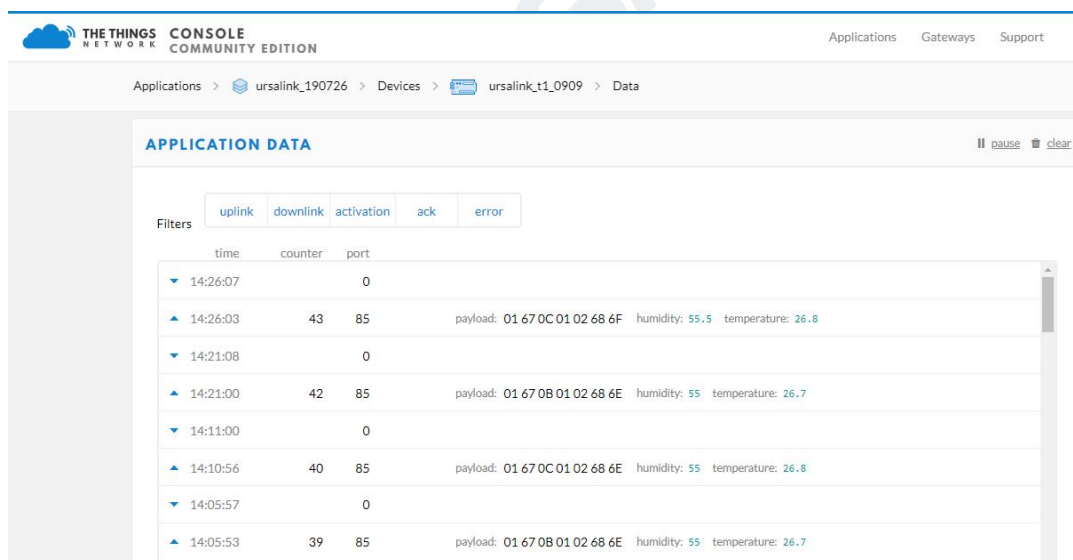 THE THINGS CONSOLE
NETWORK COMMUNITY EDITION
Applications Gateways Support
Applications > ursalink_190726 > Devices > ursalink_t1_0909 > Data
APPLICATION DATA
pause clear
Filters uplink downlink activation ack error
time counter port
14:26:07 0
14:26:03 43 85 payload: 01 67 0C 01 02 68 6F humidity: 55.5 temperature: 26.8
14:21:08 0
14:21:00 42 85 payload: 01 67 0B 01 02 68 6E humidity: 55 temperature: 26.7
14:11:00 0
14:10:56 40 85 payload: 01 67 0C 01 02 68 6E humidity: 55 temperature: 26.8
14:05:57 0
14:05:53 39 85 payload: 01 67 0B 01 02 68 6E humidity: 55 temperature: 26.7